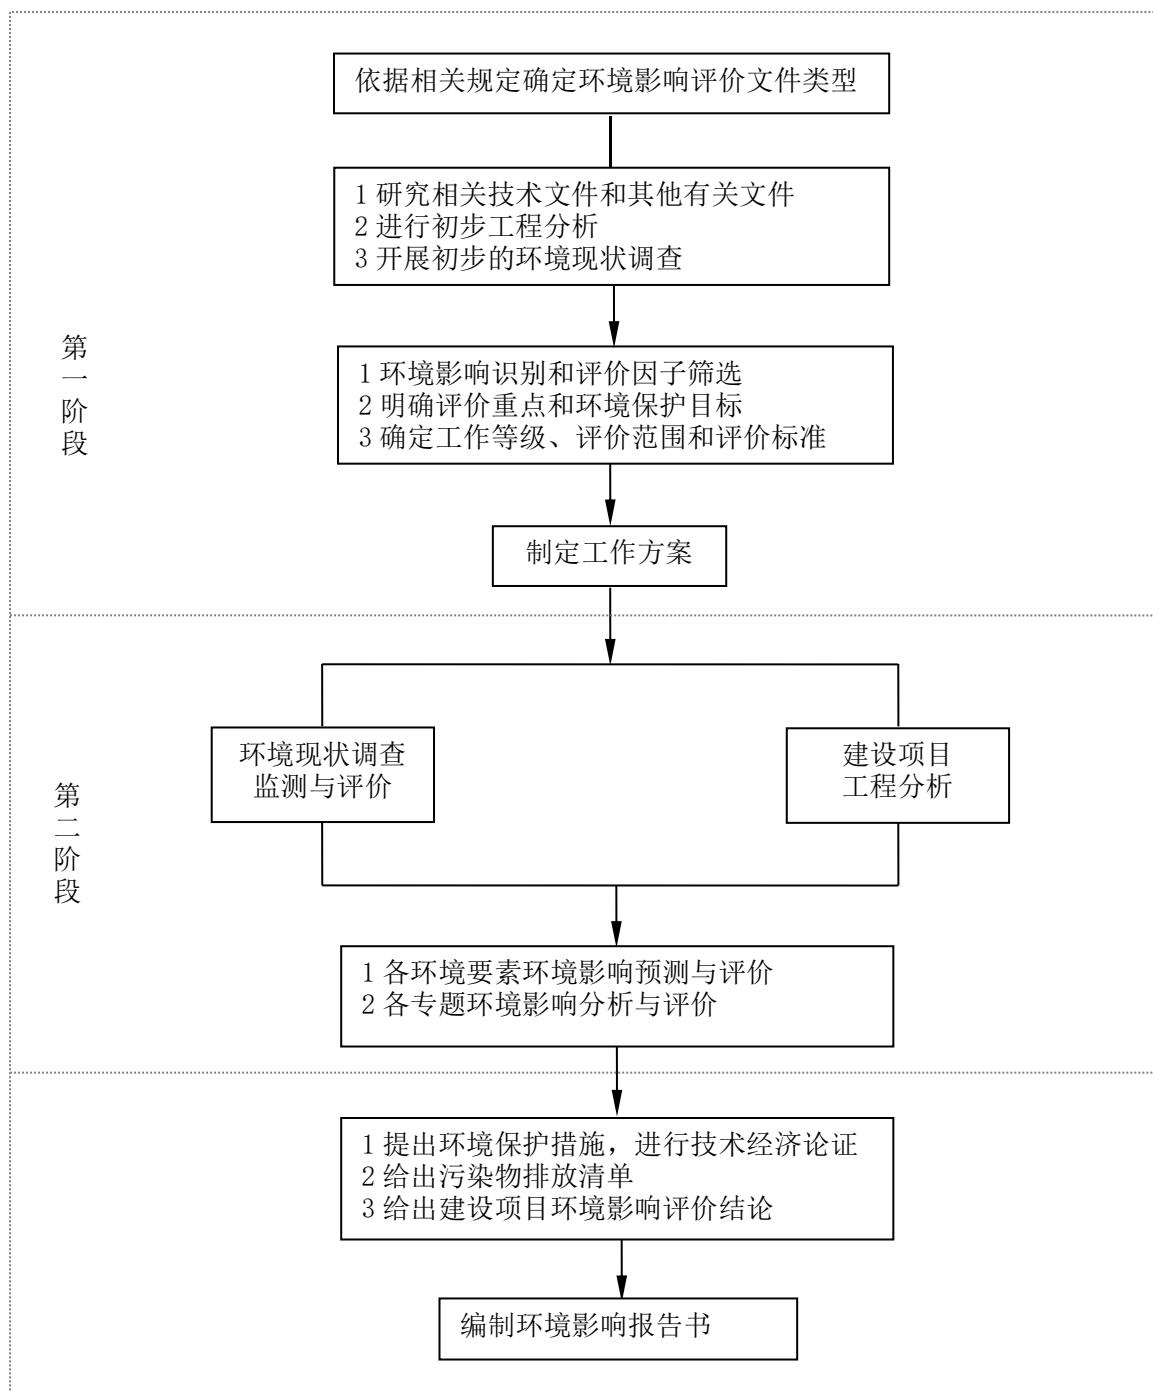 依据相关规定确定环境影响评价文件类型
1 研究相关技术文件和其他有关文件
2 进行初步工程分析
3 开展初步的环境现状调查
第一阶段
1 环境影响识别和评价因子筛选
2 明确评价重点和环境保护目标
3 确定工作等级、评价范围和评价标准
制定工作方案
第二阶段
环境现状调查
监测与评价
建设项目
工程分析
1 各环境要素环境影响预测与评价
2 各专题环境影响分析与评价
1 提出环境保护措施，进行技术经济论证
2 给出污染物排放清单
3 给出建设项目环境影响评价结论
编制环境影响报告书